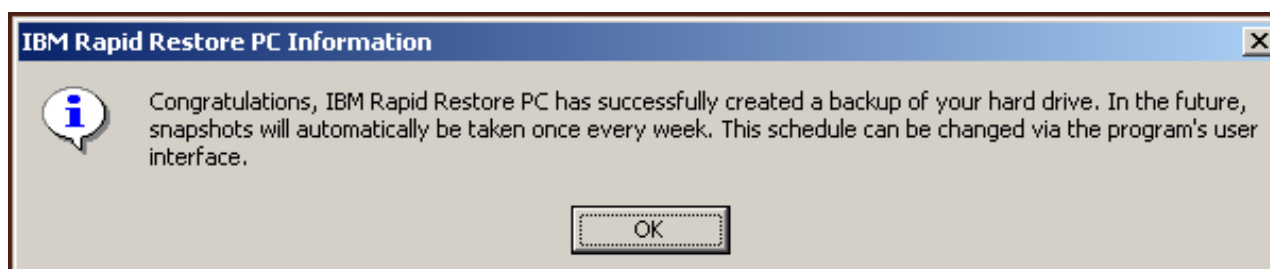 IBM Rapid Restore PC Information
Congratulations, IBM Rapid Restore PC has successfully created a backup of your hard drive. In the future,
snapshots will automatically be taken once every week. This schedule can be changed via the program's user
interface.
OK